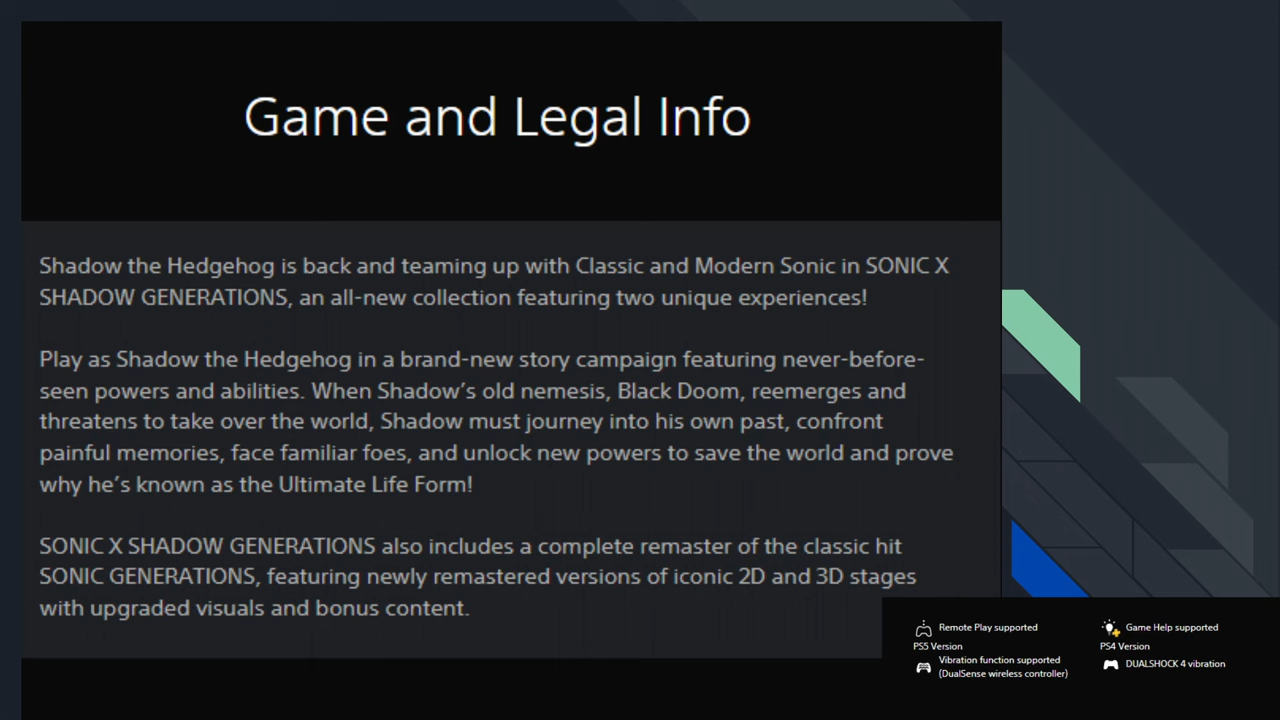 Game and Legal Info
Shadow the Hedgehog is back and teaming up with Classic and Modern Sonic in SONIC X
SHADOW GENERATIONS, an all-new collection featuring two unique experiences!
Play as Shadow the Hedgehog in a brand-new story campaign featuring never-before-
seen powers and abilities. When Shadow’s old nemesis, Black Doom, reemerges and
threatens to take over the world, Shadow must journey into his own past, confront
painful memories, face familiar foes, and unlock new powers to save the world and prove
why he’s known as the Ultimate Life Form!
SONIC X SHADOW GENERATIONS also includes a complete remaster of the classic hit
SONIC GENERATIONS, featuring newly remastered versions of iconic 2D and 3D stages
with upgraded visuals and bonus content.
Remote Play supported
PS5 Version
Vibration function supported
(DualSense wireless controller)
Game Help supported
PS4 Version
DUALSHOCK 4 vibration